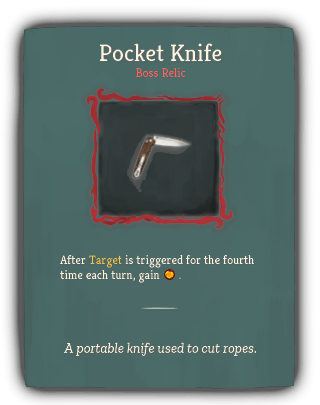 Pocket Knife
Boss Relic
After Target is triggered for the fourth
time each turn, gain .
A portable knife used to cut ropes.